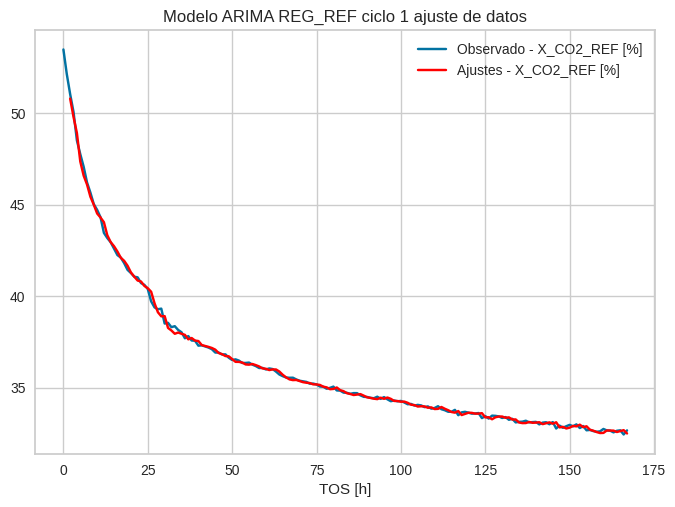 Modelo ARIMA REG_REF ciclo 1 ajuste de datos
Observado - X_CO2_REF [%]
Ajustes - X_CO2_REF [%]
50
45
40
35
0 25 50 75 100 125 150 175
TOS [h]